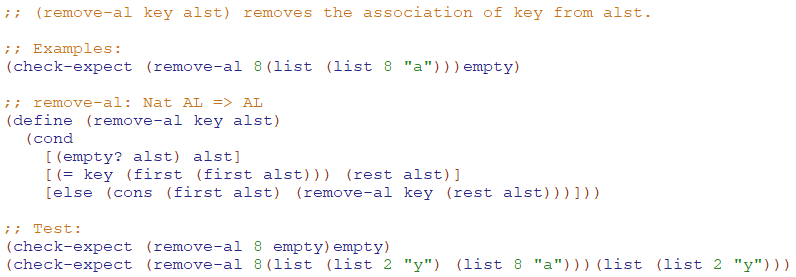 ;; (remove-al key alst) removes the association of key from alst.
;; Examples:
(check-expect (remove-al 8(list (list 8 "a")))empty)
;; remove-al: Nat AL => AL
(define (remove-al key alst)
(cond
[(empty? alst) alst]
[(= key (first (first alst))) (rest alst)]
[else (cons (first alst) (remove-al key (rest alst)))]))
;; Test:
(check-expect (remove-al 8 empty)empty)
(check-expect (remove-al 8(list (list 2 "y") (list 8 "a")))(list (list 2 "y")))